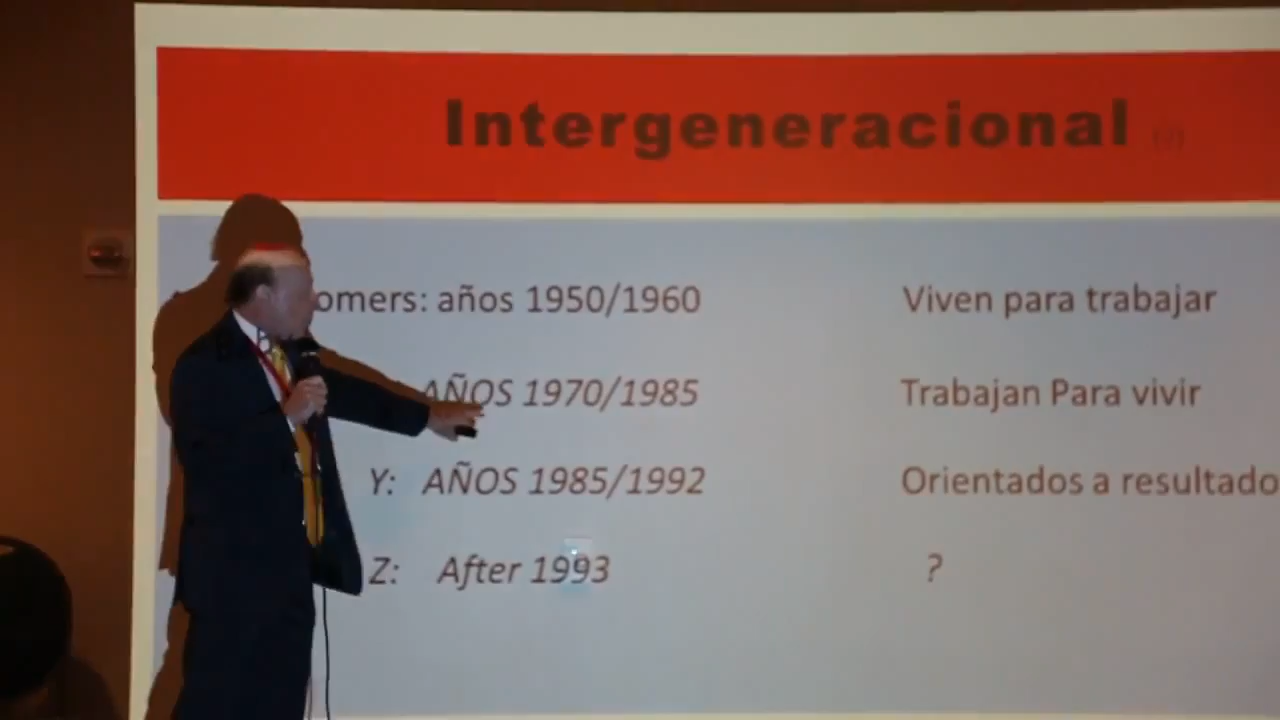 Intergeneracional
omers: años 1950/1960 Viven para trabajar
AÑOS 1970/1985 Trabajan Para vivir
Y: AÑOS 1985/1992 Orientados a resultado
Z: After 1993 ?